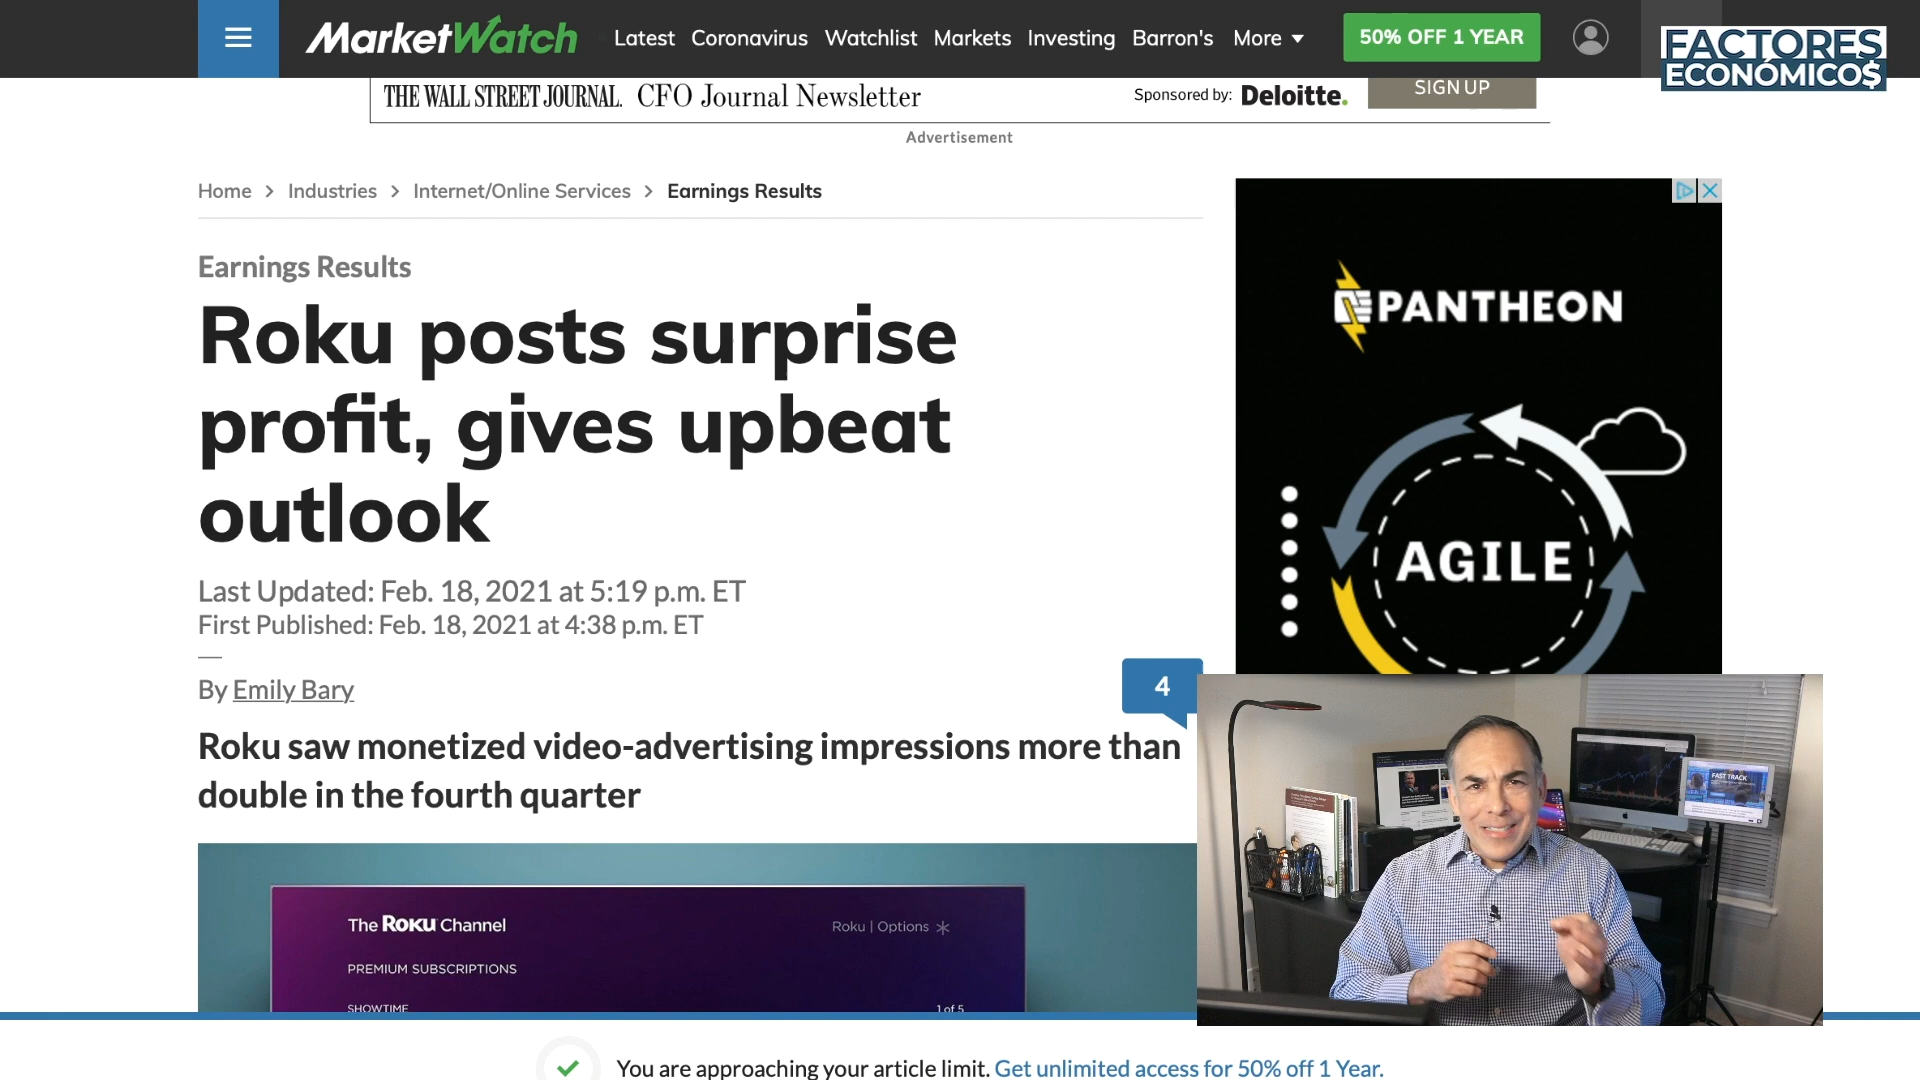 MarketWatch
Latest Coronavirus Watchlist Markets Investing Barron's More
50% OFF 1 YEAR
FACTORES
ECONÓMICO$
THE WALL STREET JOURNAL. CFO Journal Newsletter
Sponsored by: Deloitte.
SIGN UP
Advertisement
Home > Industries > Internet/Online Services > Earnings Results
Earnings Results
Roku posts surprise
profit, gives upbeat
outlook
Last Updated: Feb. 18, 2021 at 5:19 p.m. ET
First Published: Feb. 18, 2021 at 4:38 p.m. ET
By Emily Bary
4
Roku saw monetized video-advertising impressions more than
double in the fourth quarter
PANTHEON
AGILE
FAST TRACK
The Roku Channel
Roku | Options
PREMIUM SUBSCRIPTIONS
SHOWTIME
1 of 5
You are approaching your article limit. Get unlimited access for 50% off 1 Year.